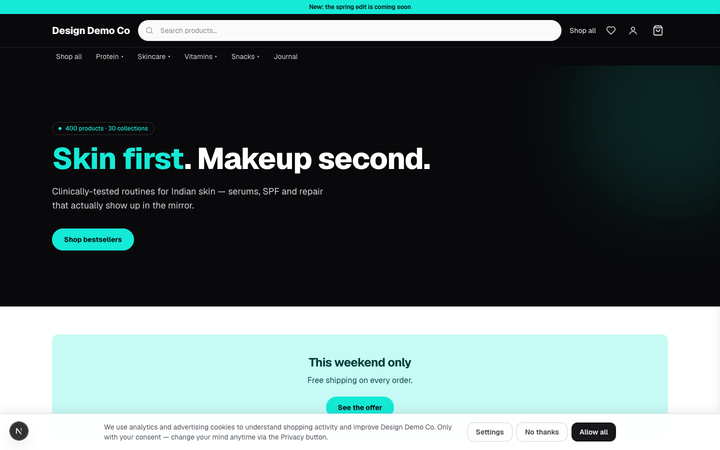 New: the spring edit is coming soon
Design Demo Co
Search products...
Shop all
Shop all
Protein
Skincare
Vitamins
Snacks
Journal
400 products · 30 collections
Skin first. Makeup second.
Clinically-tested routines for Indian skin — serums, SPF and repair
that actually show up in the mirror.
Shop bestsellers
This weekend only
Free shipping on every order.
See the offer
We use analytics and advertising cookies to understand shopping activity and improve Design Demo Co. Only
with your consent — change your mind anytime via the Privacy button.
Settings
No thanks
Allow all
N